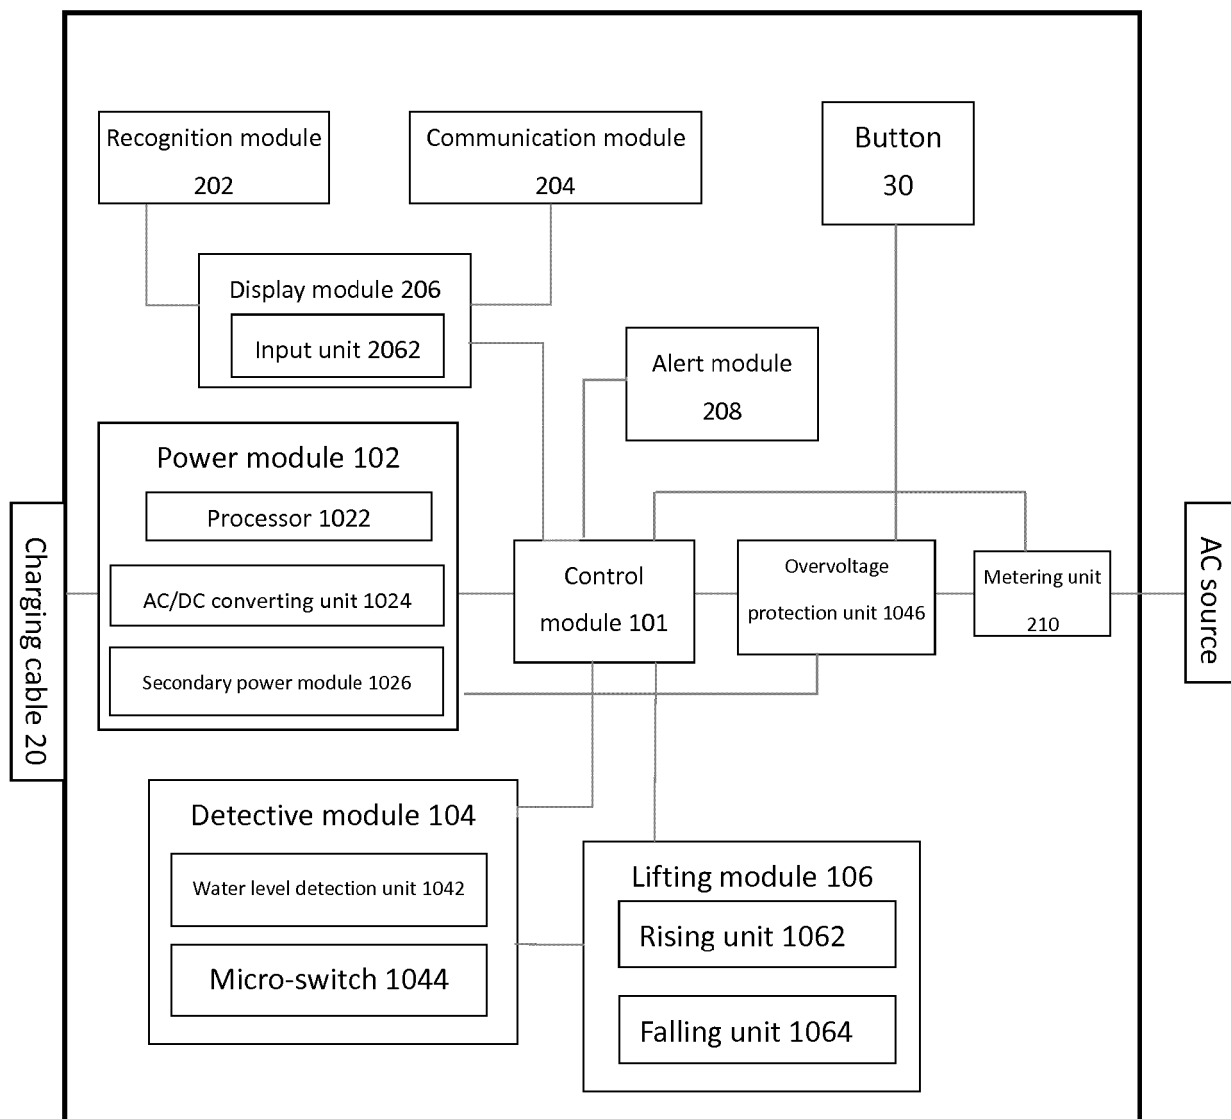 Recognition module
202
Communication module
204
Button
30
Display module 206
Input unit 2062
Alert module
208
Power module 102
Processor 1022
AC/DC converting unit 1024
Secondary power module 1026
Charging cable 20
Control
module 101
Overvoltage
protection unit 1046
Metering unit
210
AC source
Detective module 104
Water level detection unit 1042
Micro-switch 1044
Lifting module 106
Rising unit 1062
Falling unit 1064